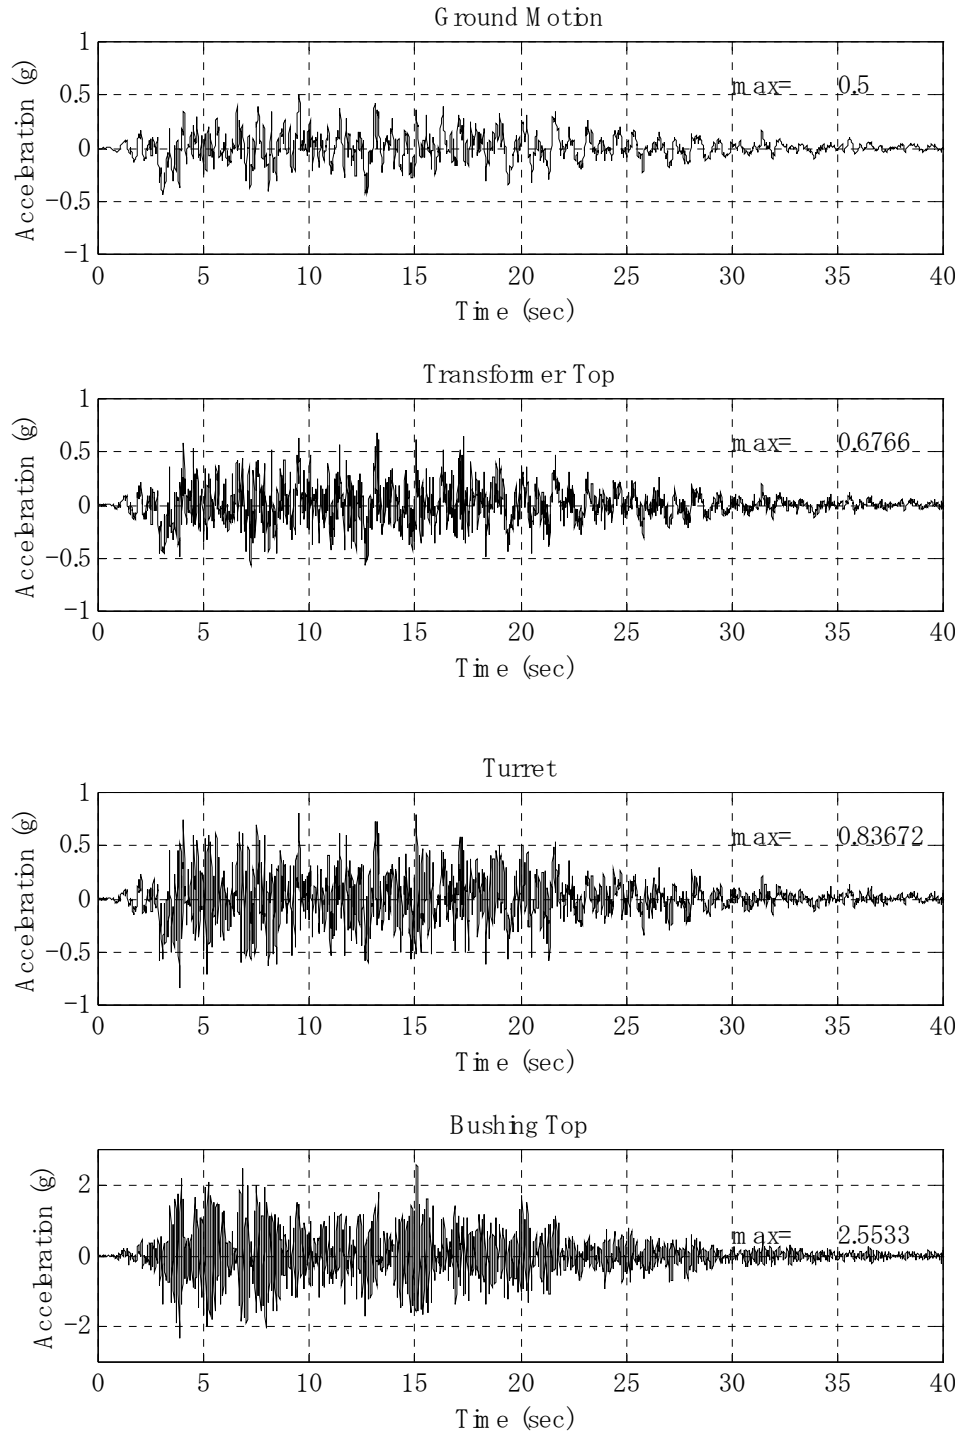 Ground Motion
1
0.5
0
-0.5
-1
Acceleration (g)
max= 0.5
0 5 10 15 20 25 30 35 40
Time (sec)
Transformer Top
1
0.5
0
-0.5
-1
Acceleration (g)
max= 0.6766
0 5 10 15 20 25 30 35 40
Time (sec)
Turret
1
0.5
0
-0.5
-1
Acceleration (g)
max= 0.83672
0 5 10 15 20 25 30 35 40
Time (sec)
Bushing Top
2
0
-2
Acceleration (g)
max= 2.5533
0 5 10 15 20 25 30 35 40
Time (sec)